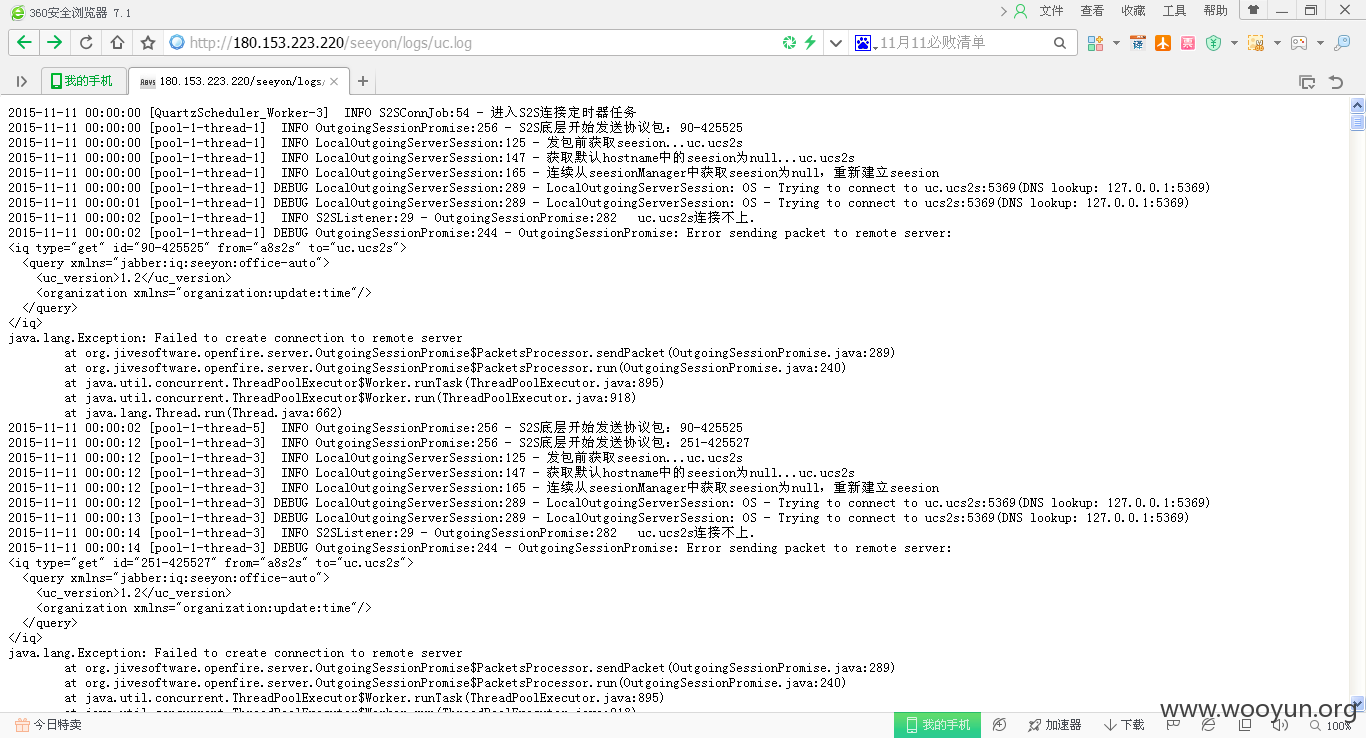 360安全浏览器 7.1
文件 查看 收藏 工具 帮助
http://180.153.223.220/seeyon/logs/uc.log
11月11必败清单
译
我的手机
180.153.223.220/seeyon/logs/
2015-11-11 00:00:00 [QuartzScheduler_Worker-3]  INFO S2SConnJob:54 - 进入S2S连接定时器任务
2015-11-11 00:00:00 [pool-1-thread-1]  INFO OutgoingSessionPromise:256 - S2S底层开始发送协议包：90-425525
2015-11-11 00:00:00 [pool-1-thread-1]  INFO LocalOutgoingServerSession:125 - 发包前获取seesion...uc.ucs2s
2015-11-11 00:00:00 [pool-1-thread-1]  INFO LocalOutgoingServerSession:147 - 获取默认hostname中的seesion为null...uc.ucs2s
2015-11-11 00:00:00 [pool-1-thread-1]  INFO LocalOutgoingServerSession:165 - 连续从seesionManager中获取seesion为null，重新建立seesion
2015-11-11 00:00:00 [pool-1-thread-1] DEBUG LocalOutgoingServerSession:289 - LocalOutgoingServerSession: OS - Trying to connect to uc.ucs2s:5369(DNS lookup: 127.0.0.1:5369)
2015-11-11 00:00:01 [pool-1-thread-1] DEBUG LocalOutgoingServerSession:289 - LocalOutgoingServerSession: OS - Trying to connect to ucs2s:5369(DNS lookup: 127.0.0.1:5369)
2015-11-11 00:00:02 [pool-1-thread-1]  INFO S2SListener:29 - OutgoingSessionPromise:282   uc.ucs2s连接不上.
2015-11-11 00:00:02 [pool-1-thread-1] DEBUG OutgoingSessionPromise:244 - OutgoingSessionPromise: Error sending packet to remote server:
<iq type="get" id="90-425525" from="a8s2s" to="uc.ucs2s">
  <query xmlns="jabber:iq:seeyon:office-auto">
    <uc_version>1.2</uc_version>
    <organization xmlns="organization:update:time"/>
  </query>
</iq>
java.lang.Exception: Failed to create connection to remote server
        at org.jivesoftware.openfire.server.OutgoingSessionPromise$PacketsProcessor.sendPacket(OutgoingSessionPromise.java:289)
        at org.jivesoftware.openfire.server.OutgoingSessionPromise$PacketsProcessor.run(OutgoingSessionPromise.java:240)
        at java.util.concurrent.ThreadPoolExecutor$Worker.runTask(ThreadPoolExecutor.java:895)
        at java.util.concurrent.ThreadPoolExecutor$Worker.run(ThreadPoolExecutor.java:918)
        at java.lang.Thread.run(Thread.java:662)
2015-11-11 00:00:02 [pool-1-thread-5]  INFO OutgoingSessionPromise:256 - S2S底层开始发送协议包：90-425525
2015-11-11 00:00:12 [pool-1-thread-3]  INFO OutgoingSessionPromise:256 - S2S底层开始发送协议包：251-425527
2015-11-11 00:00:12 [pool-1-thread-3]  INFO LocalOutgoingServerSession:125 - 发包前获取seesion...uc.ucs2s
2015-11-11 00:00:12 [pool-1-thread-3]  INFO LocalOutgoingServerSession:147 - 获取默认hostname中的seesion为null...uc.ucs2s
2015-11-11 00:00:12 [pool-1-thread-3]  INFO LocalOutgoingServerSession:165 - 连续从seesionManager中获取seesion为null，重新建立seesion
2015-11-11 00:00:12 [pool-1-thread-3] DEBUG LocalOutgoingServerSession:289 - LocalOutgoingServerSession: OS - Trying to connect to uc.ucs2s:5369(DNS lookup: 127.0.0.1:5369)
2015-11-11 00:00:13 [pool-1-thread-3] DEBUG LocalOutgoingServerSession:289 - LocalOutgoingServerSession: OS - Trying to connect to ucs2s:5369(DNS lookup: 127.0.0.1:5369)
2015-11-11 00:00:14 [pool-1-thread-3]  INFO S2SListener:29 - OutgoingSessionPromise:282   uc.ucs2s连接不上.
2015-11-11 00:00:14 [pool-1-thread-3] DEBUG OutgoingSessionPromise:244 - OutgoingSessionPromise: Error sending packet to remote server:
<iq type="get" id="251-425527" from="a8s2s" to="uc.ucs2s">
  <query xmlns="jabber:iq:seeyon:office-auto">
    <uc_version>1.2</uc_version>
    <organization xmlns="organization:update:time"/>
  </query>
</iq>
java.lang.Exception: Failed to create connection to remote server
        at org.jivesoftware.openfire.server.OutgoingSessionPromise$PacketsProcessor.sendPacket(OutgoingSessionPromise.java:289)
        at org.jivesoftware.openfire.server.OutgoingSessionPromise$PacketsProcessor.run(OutgoingSessionPromise.java:240)
        at java.util.concurrent.ThreadPoolExecutor$Worker.runTask(ThreadPoolExecutor.java:895)
        at java.util.concurrent.ThreadPoolExecutor$Worker.run(ThreadPoolExecutor.java:918)
www.wooyun.org
今日特卖
我的手机 加速器 下载 100%